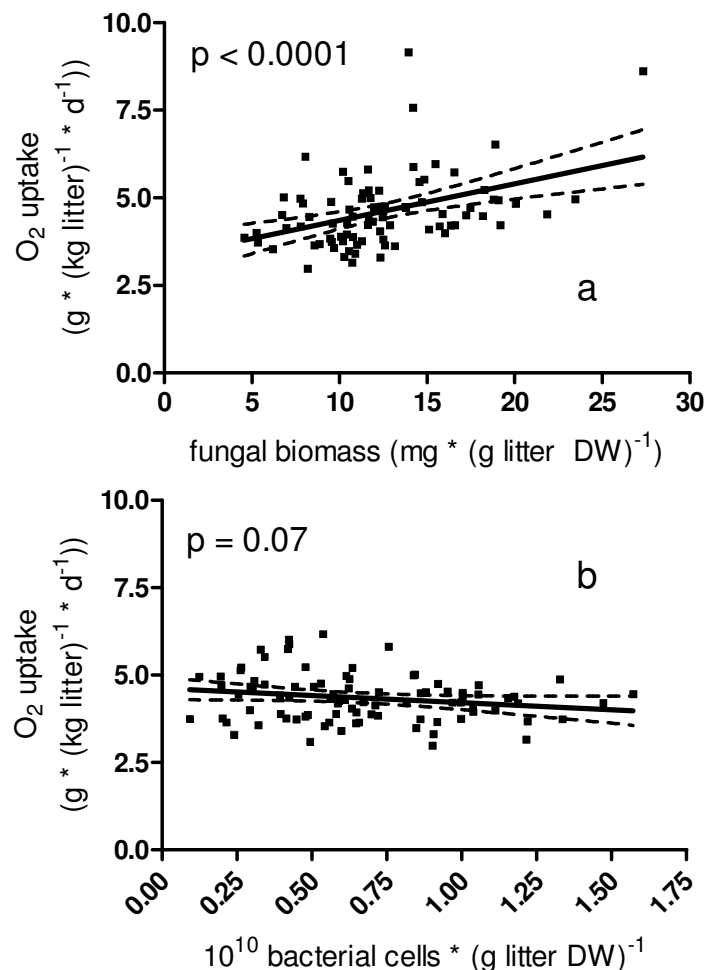 10.0
7.5
5.0
2.5
0.0
O₂ uptake
(g * (kg litter)⁻¹ * d⁻¹))
p < 0.0001
a
0 5 10 15 20 25 30
fungal biomass (mg * (g litter DW)⁻¹)
10.0
7.5
5.0
2.5
0.0
O₂ uptake
(g * (kg litter)⁻¹ * d⁻¹))
p = 0.07
b
0.00 0.25 0.50 0.75 1.00 1.25 1.50 1.75
10¹⁰ bacterial cells * (g litter DW)⁻¹